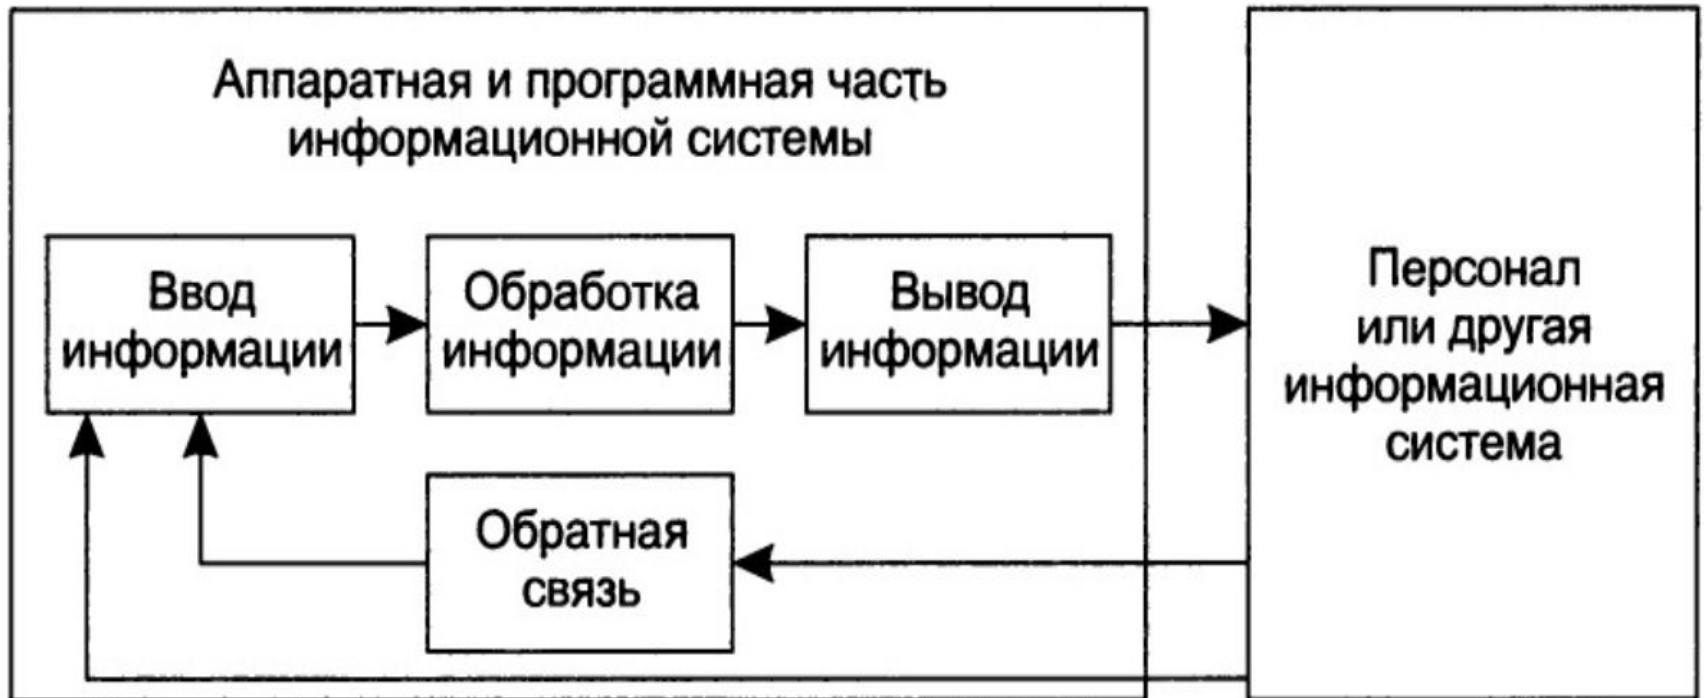 Аппаратная и программная часть
информационной системы
Ввод
информации
Обработка
информации
Вывод
информации
Персонал
или другая
информационная
система
Обратная
связь